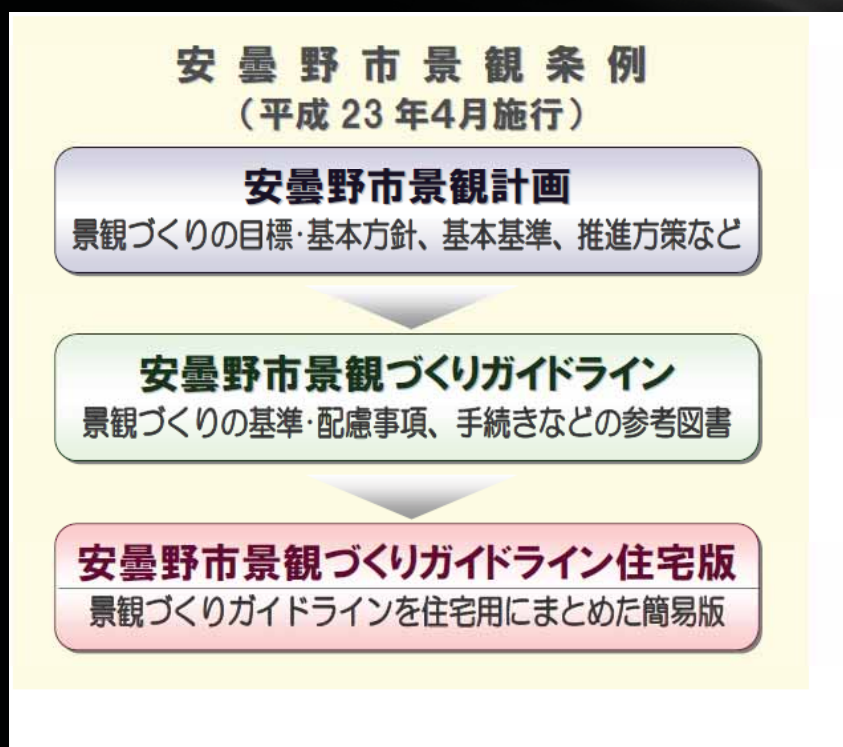 安曇野市景観条例
（平成 23 年4月施行）
安曇野市景観計画
景観づくりの目標･基本方針、基本基準、推進方策など
安曇野市景観づくりガイドライン
景観づくりの基準･配慮事項、手続きなどの参考図書
安曇野市景観づくりガイドライン住宅版
景観づくりガイドラインを住宅用にまとめた簡易版